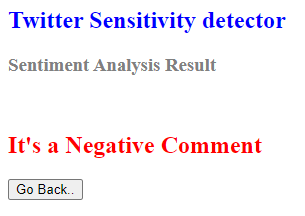 Twitter Sensitivity detector
Sentiment Analysis Result
It's a Negative Comment
Go Back..